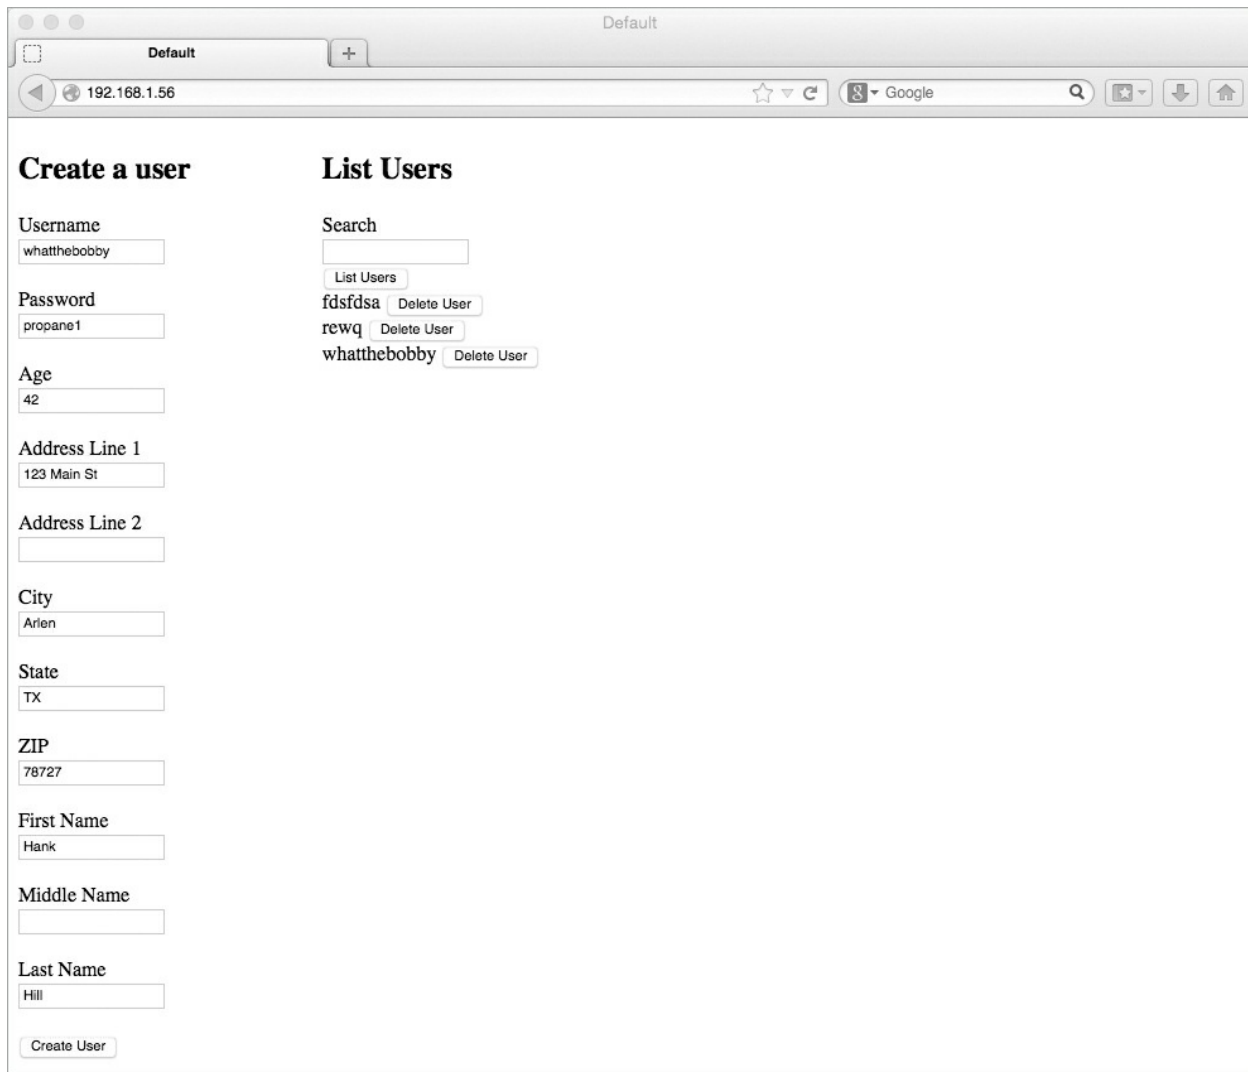 Default
Default
192.168.1.56
Google
Create a user
Username
whatthebobby
Password
propane1
Age
42
Address Line 1
123 Main St
Address Line 2
City
Arlen
State
TX
ZIP
78727
First Name
Hank
Middle Name
Last Name
Hill
Create User
List Users
Search
List Users
fdsfdsa Delete User
rewq Delete User
whatthebobby Delete User